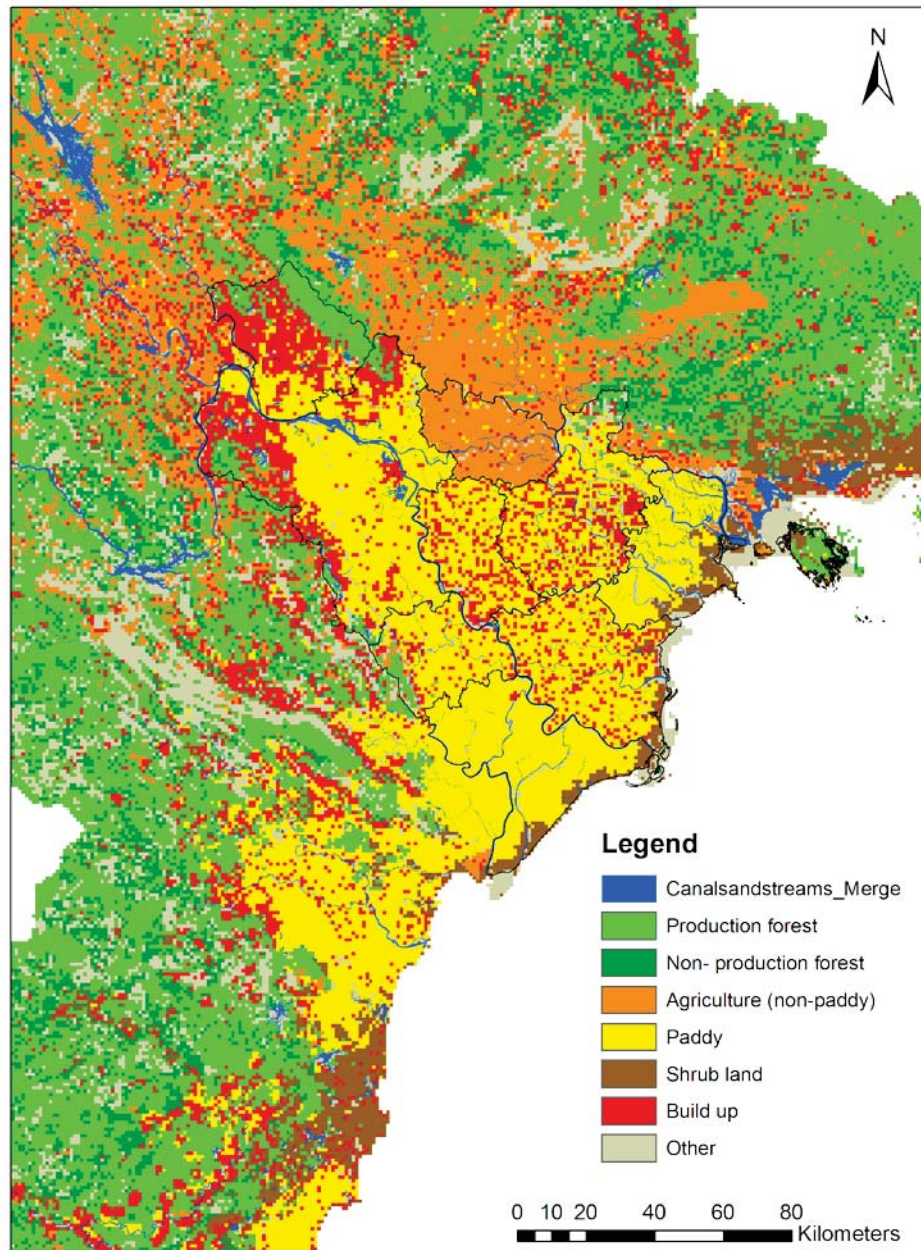 N
Legend
Canalsandstreams_Merge
Production forest
Non- production forest
Agriculture (non-paddy)
Paddy
Shrub land
Build up
Other
0 10 20 40 60 80
Kilometers